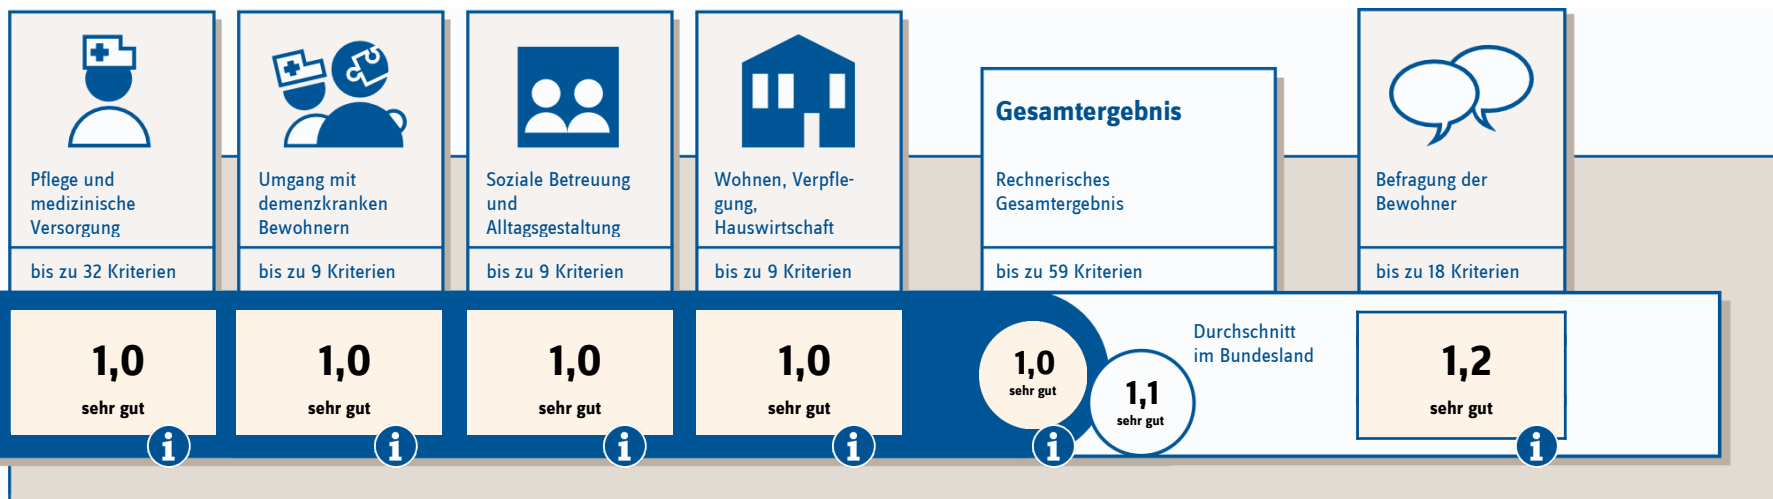 Pflege und
medizinische
Versorgung
bis zu 32 Kriterien
1,0
sehr gut
i
Umgang mit
demenzkranken
Bewohnern
bis zu 9 Kriterien
1,0
sehr gut
i
Soziale Betreuung
und
Alltagsgestaltung
bis zu 9 Kriterien
1,0
sehr gut
i
Wohnen, Verpfle-
gung,
Hauswirtschaft
bis zu 9 Kriterien
1,0
sehr gut
i
Gesamtergebnis
Rechnerisches
Gesamtergebnis
bis zu 59 Kriterien
1,0
sehr gut
i
1,1
sehr gut
Durchschnitt
im Bundesland
Befragung der
Bewohner
bis zu 18 Kriterien
1,2
sehr gut
i